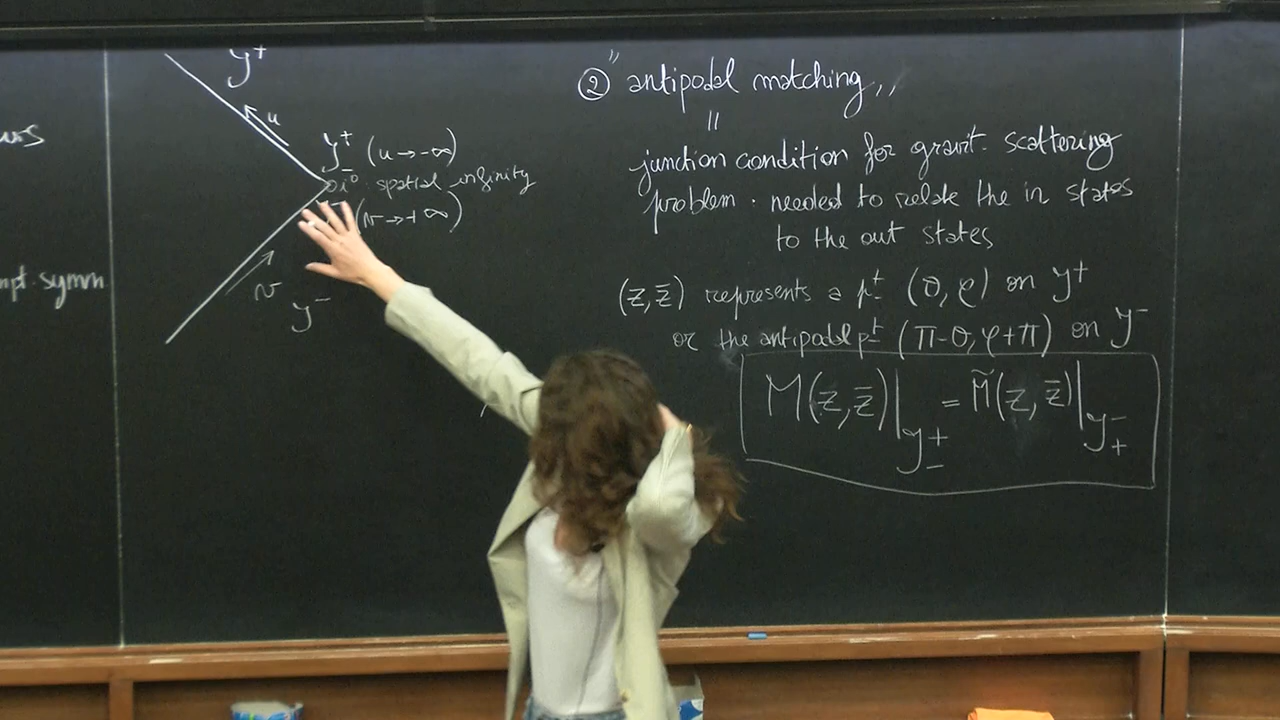 y⁺
u
y⁺₋ (u → -∞)
i⁰ spatial infinity
(v → +∞)
v
y⁻
mpt. symm
② "antipodal matching"
=
junction condition for gravit. scattering
problem. needed to relate the in states
to the out states
(z, z̄) represents a pt (θ, φ) on y⁺
or the antipodal pt (π-θ, φ+π) on y⁻
M(z, z̄)|y⁺₋ = M̃(z, z̄)|y⁻₊